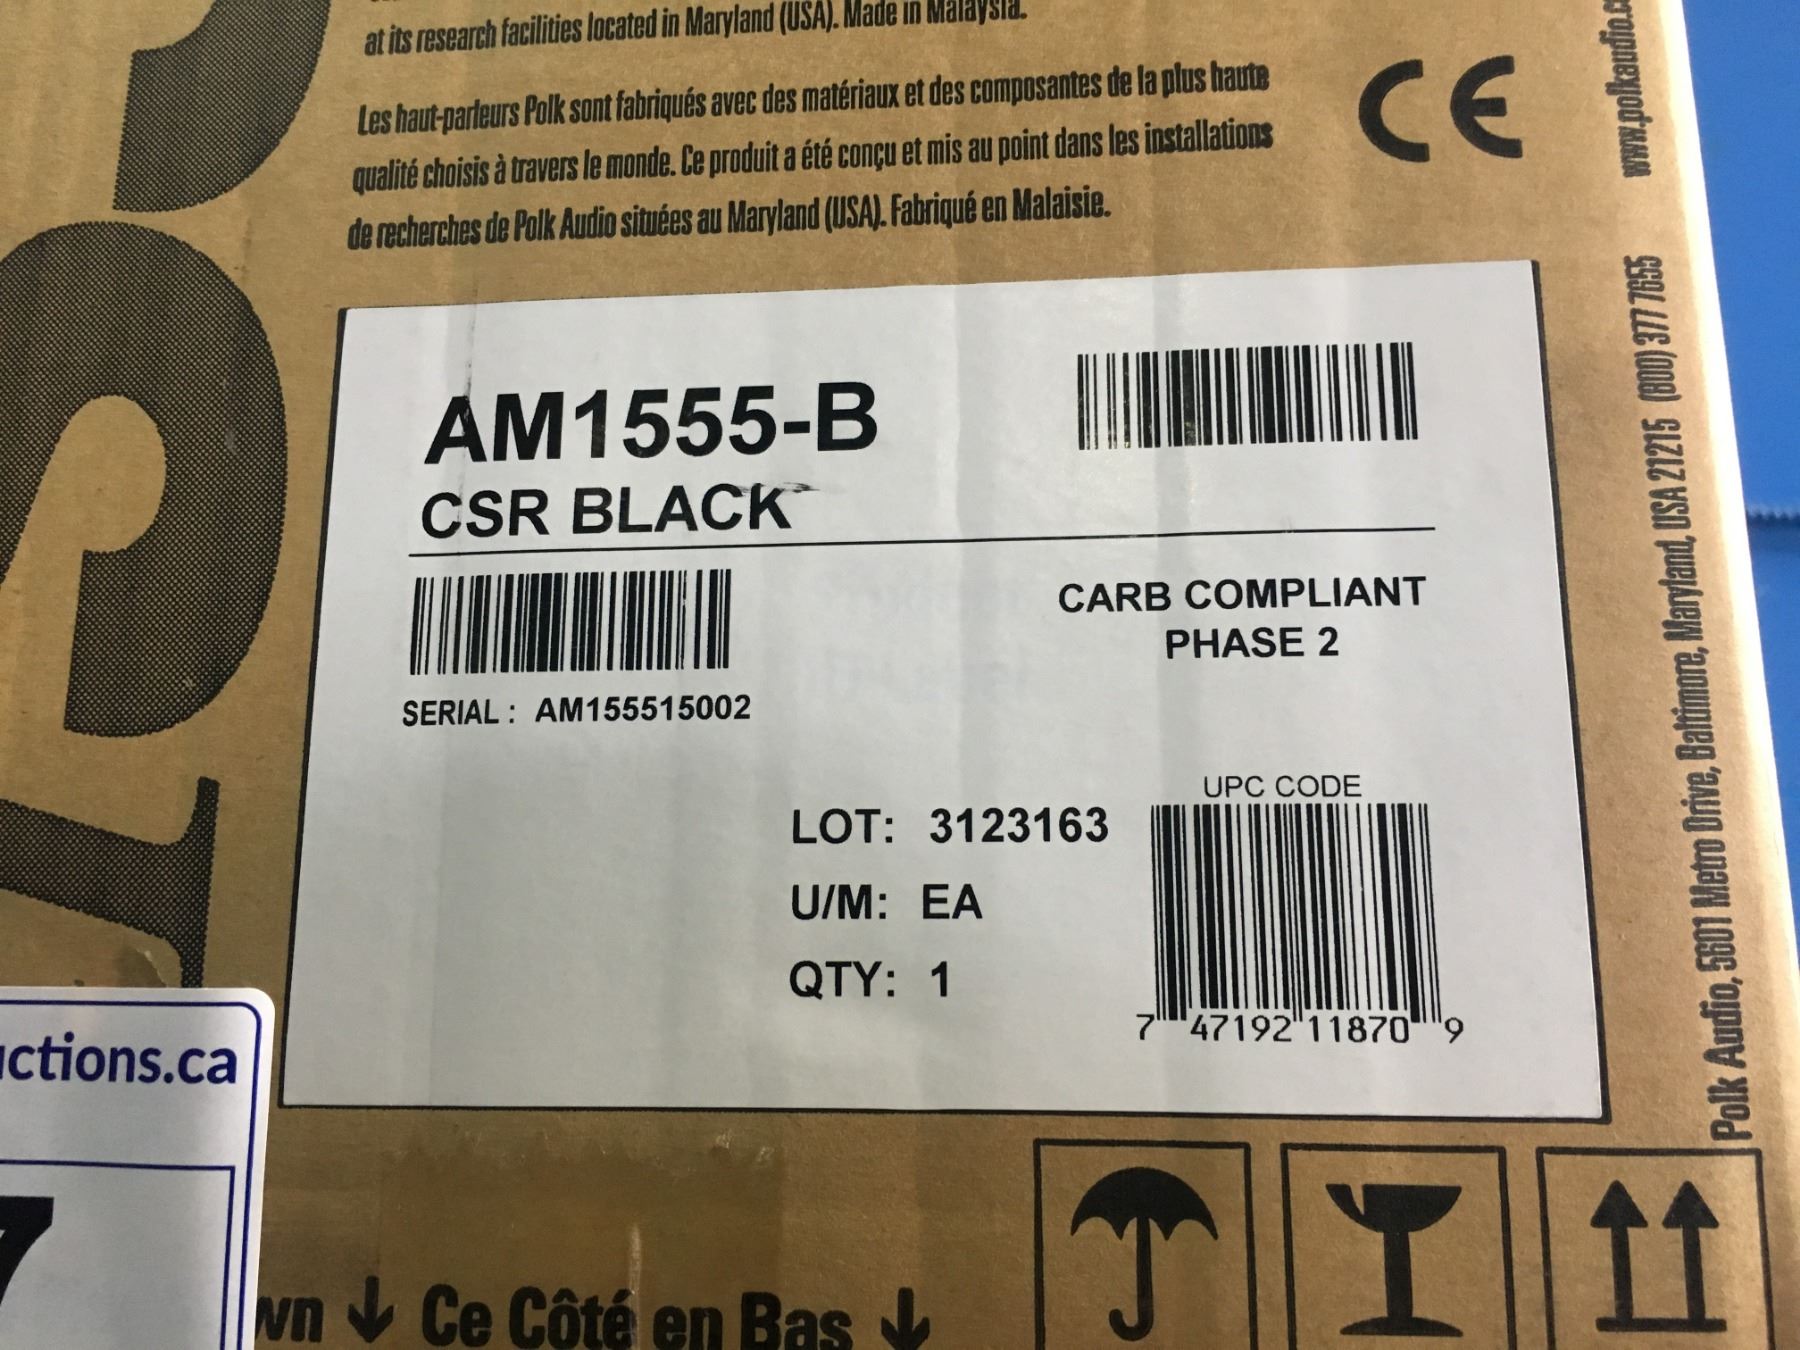 at its research facilities located in Maryland (USA). Made in Malaysia.
Les haut-parleurs Polk sont fabriqués avec des matériaux et des composantes de la plus haute
qualité choisis à travers le monde. Ce produit a été conçu et mis au point dans les installations
de recherches de Polk Audio situées au Maryland (USA). Fabriqué en Malaisie.
CE
AM1555-B
CSR BLACK
SERIAL : AM155515002
CARB COMPLIANT
PHASE 2
UPC CODE
LOT: 3123163
U/M: EA
QTY: 1
7 47192 11870 9
Polk Audio, 5601 Metro Drive, Baltimore, Maryland, USA 21215 (800) 377 7655 www.polkaudio.c
ctions.ca
7
wn ↓ Ce Côté en Bas ↓